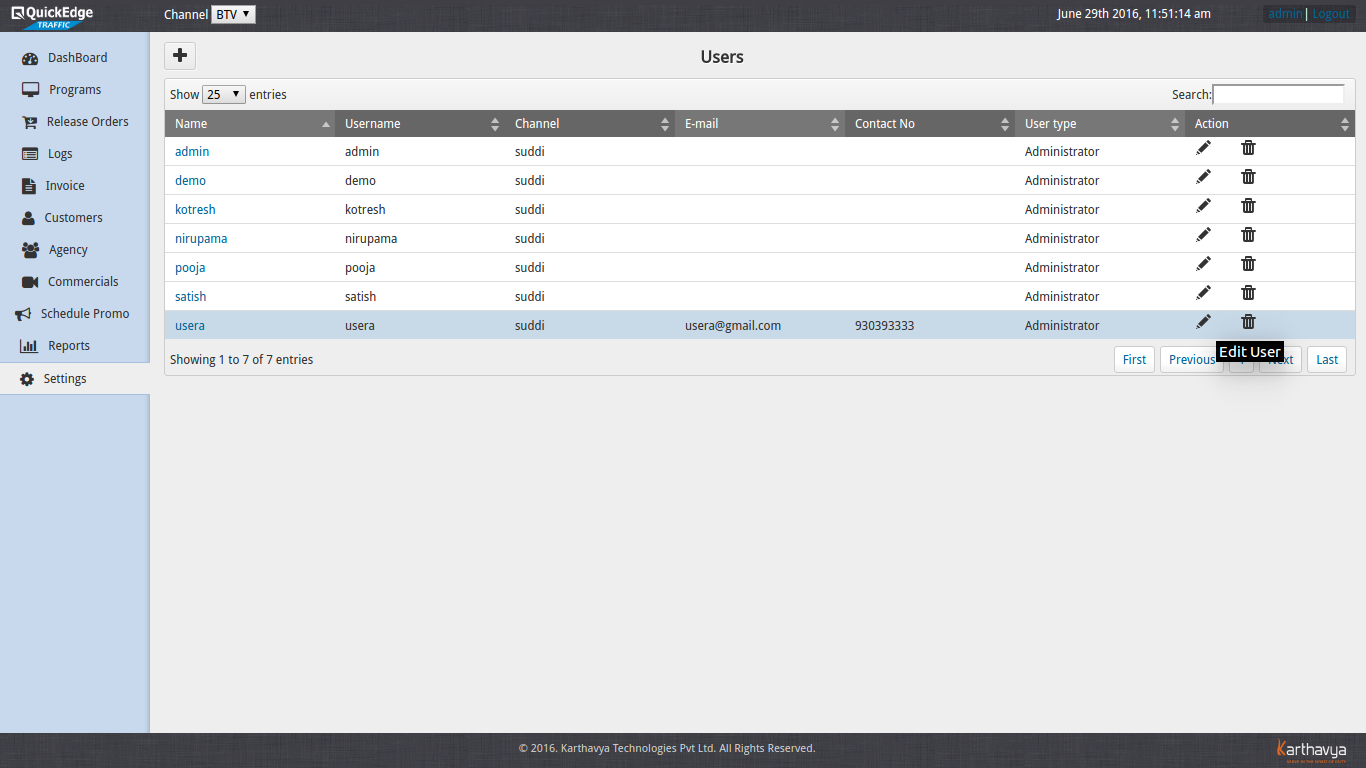 QuickEdge
TRAFFIC
Channel BTV
June 29th 2016, 11:51:14 am
admin | Logout
DashBoard
Programs
Release Orders
Logs
Invoice
Customers
Agency
Commercials
Schedule Promo
Reports
Settings
Users
Show 25 entries
Search:
Name Username Channel E-mail Contact No User type Action
admin admin suddi Administrator
demo demo suddi Administrator
kotresh kotresh suddi Administrator
nirupama nirupama suddi Administrator
pooja pooja suddi Administrator
satish satish suddi Administrator
usera usera suddi usera@gmail.com 930393333 Administrator
Edit User
Showing 1 to 7 of 7 entries
First Previous Next Last
© 2016. Karthavya Technologies Pvt Ltd. All Rights Reserved.
Karthavya